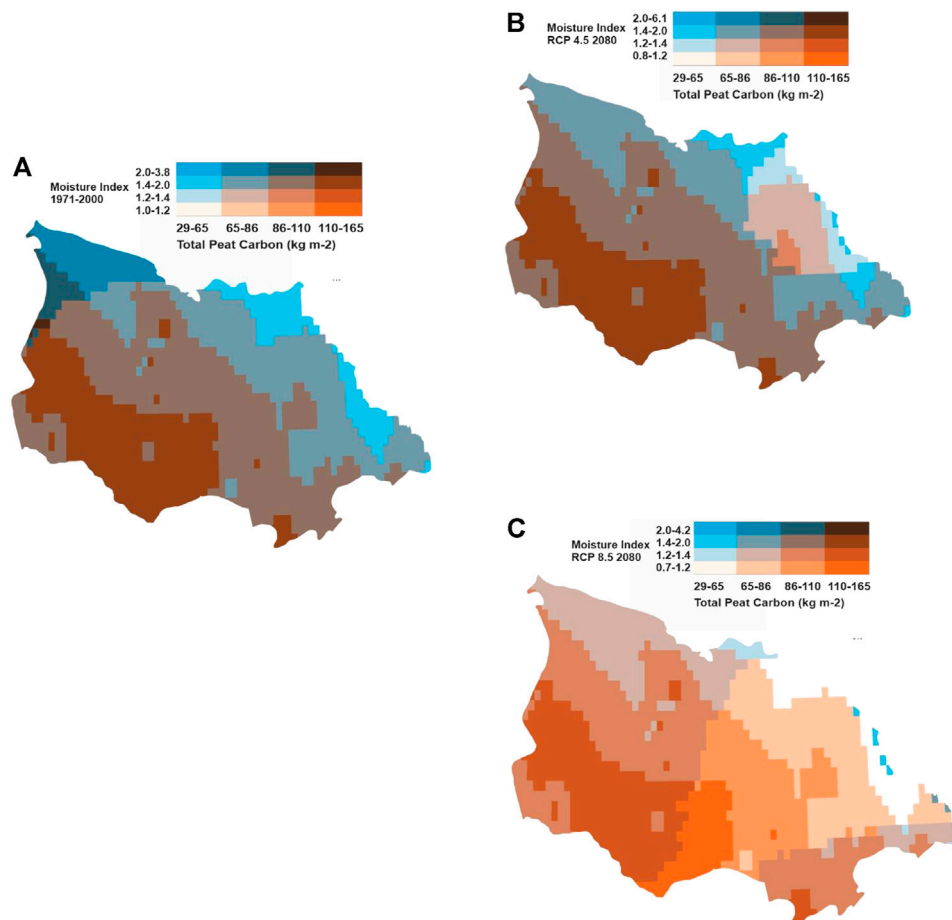 A
Moisture Index
1971-2000
2.0-3.8
1.4-2.0
1.2-1.4
1.0-1.2
29-65 65-86 86-110 110-165
Total Peat Carbon (kg m-2)
...
B
Moisture Index
RCP 4.5 2080
2.0-6.1
1.4-2.0
1.2-1.4
0.8-1.2
29-65 65-86 86-110 110-165
Total Peat Carbon (kg m-2)
C
Moisture Index
RCP 8.5 2080
2.0-4.2
1.4-2.0
1.2-1.4
0.7-1.2
29-65 65-86 86-110 110-165
Total Peat Carbon (kg m-2)
...